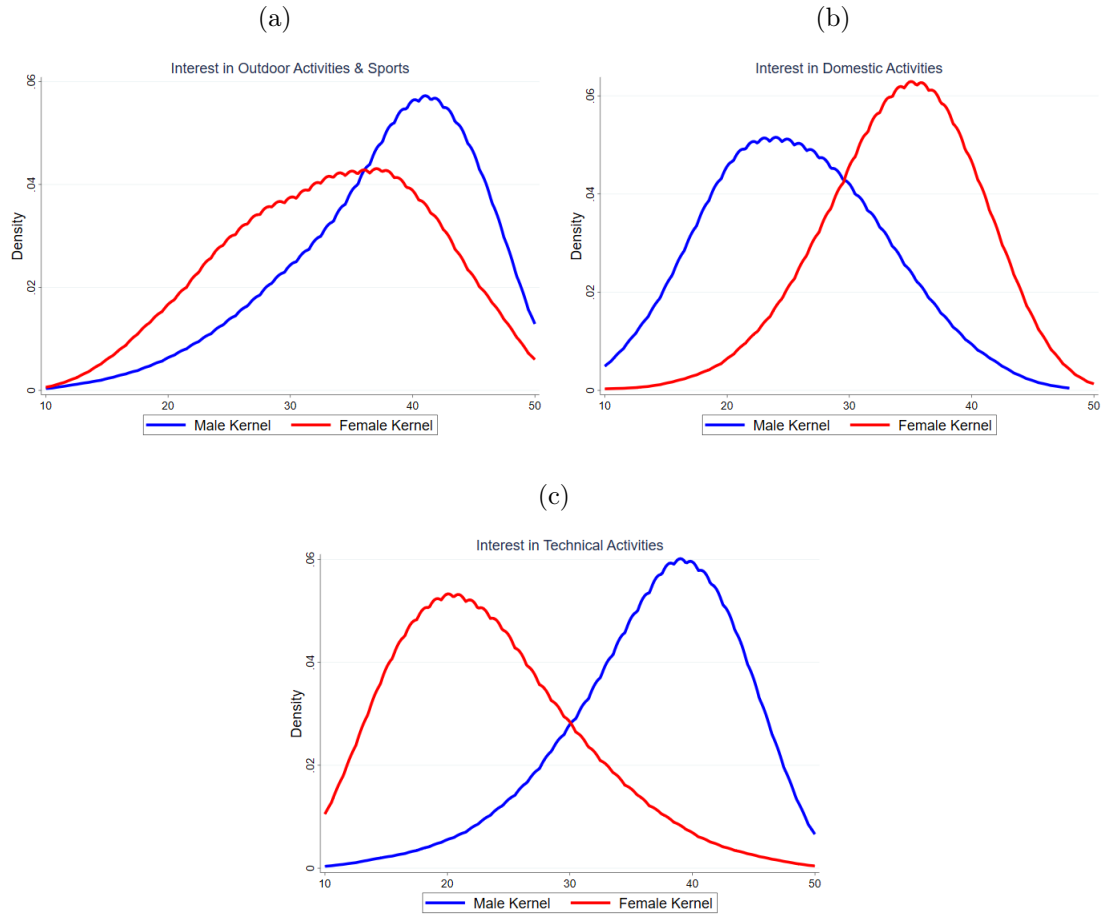 (a)
Interest in Outdoor Activities & Sports
Density
.06
.04
.02
0
10 20 30 40 50
Male Kernel Female Kernel
(b)
Interest in Domestic Activities
Density
.06
.04
.02
0
10 20 30 40 50
Male Kernel Female Kernel
(c)
Interest in Technical Activities
Density
.06
.04
.02
0
10 20 30 40 50
Male Kernel Female Kernel